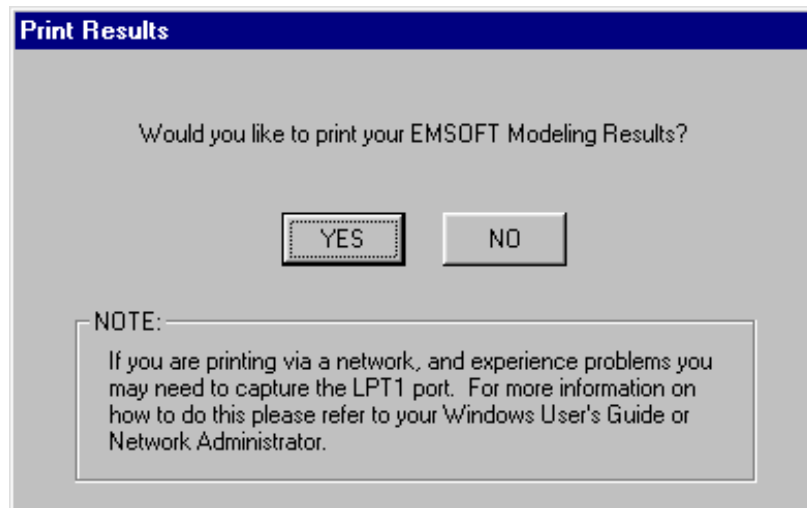 Print Results
Would you like to print your EMSOFT Modeling Results?
YES
NO
NOTE:
If you are printing via a network, and experience problems you
may need to capture the LPT1 port.  For more information on
how to do this please refer to your Windows User's Guide or
Network Administrator.